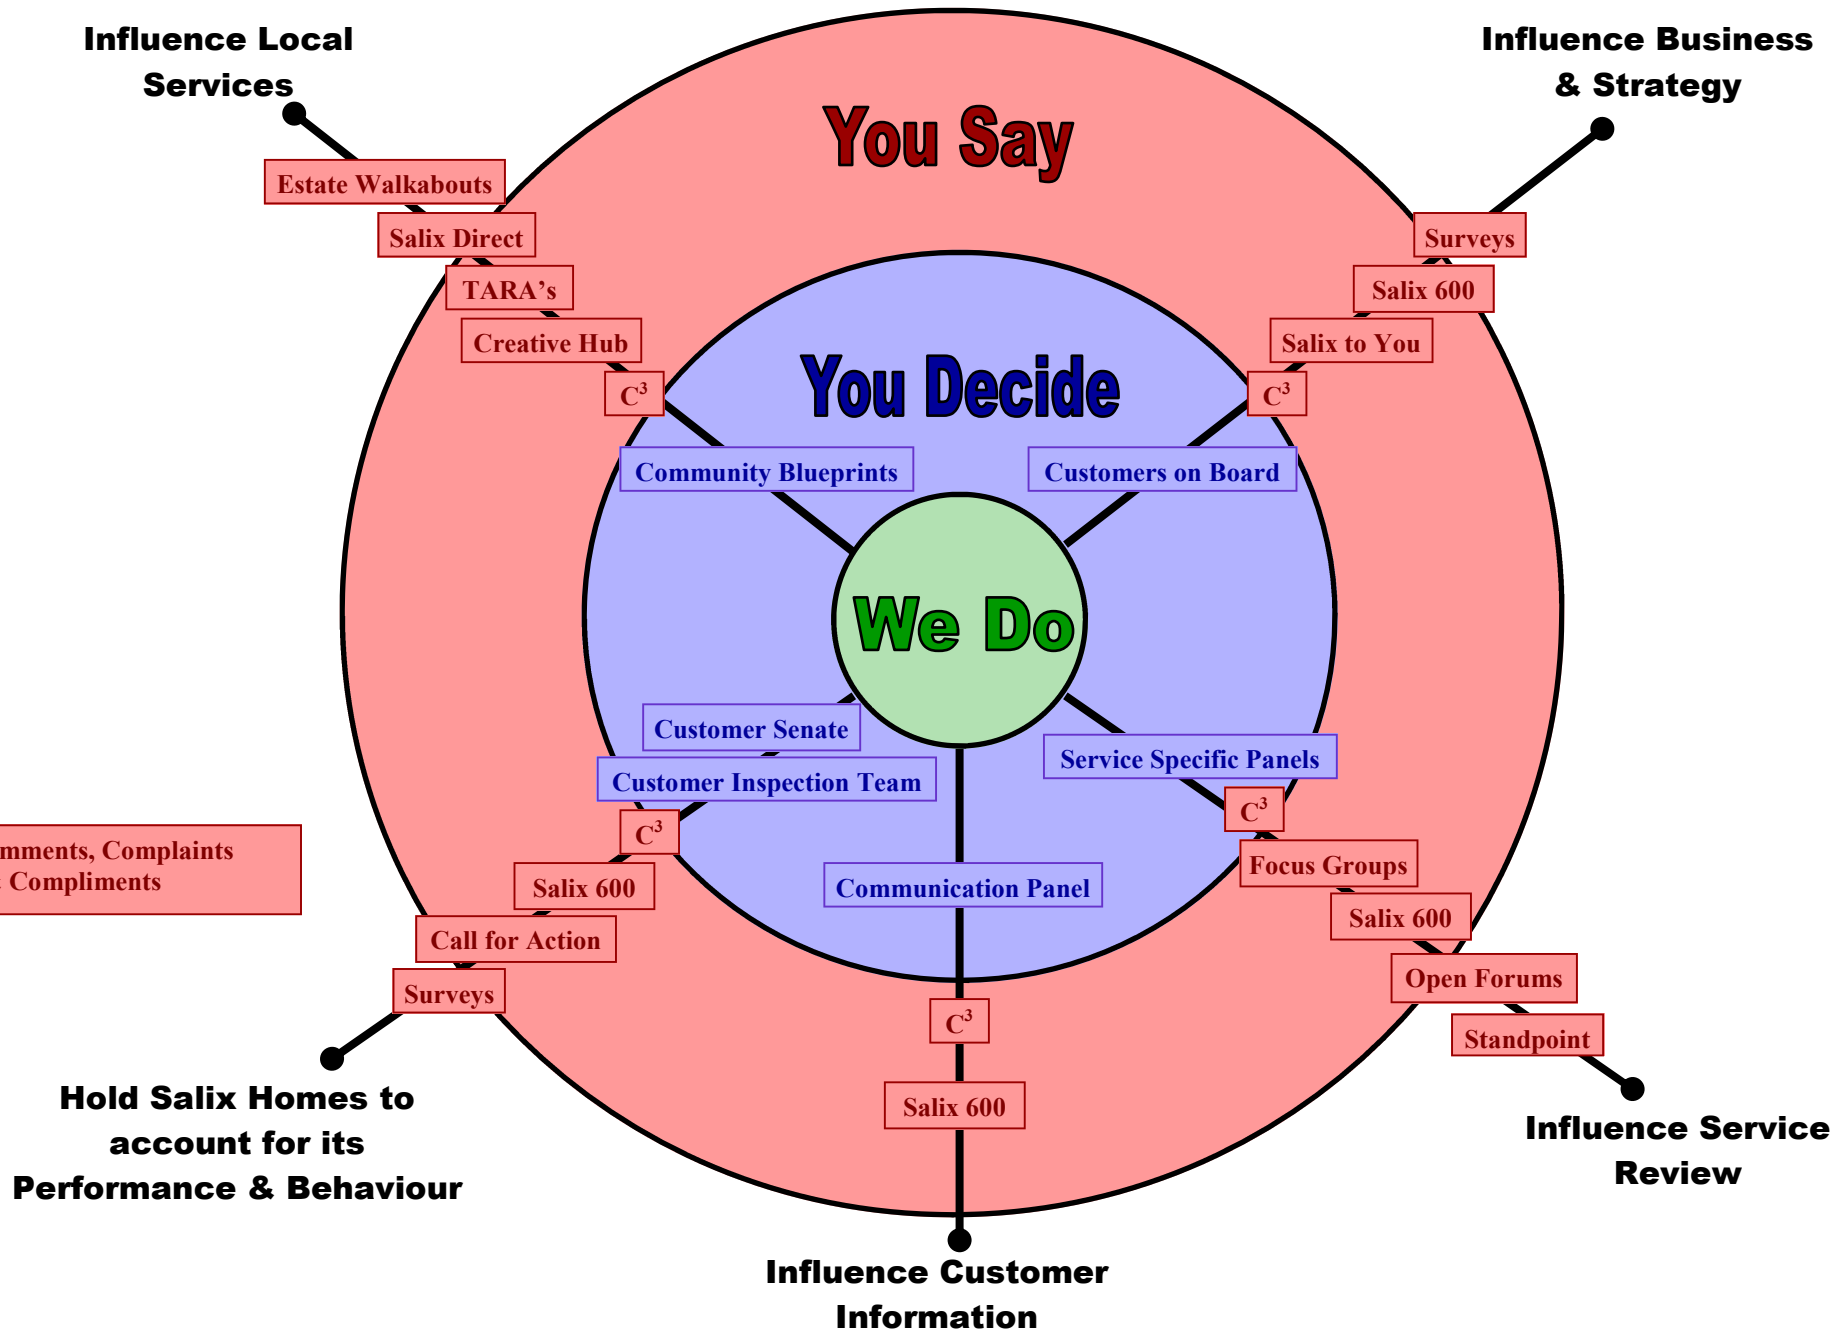 Influence Local
Services
Influence Business
& Strategy
You Say
Estate Walkabouts
Salix Direct
TARA's
Creative Hub
C³
Surveys
Salix 600
Salix to You
C³
You Decide
Community Blueprints
Customers on Board
We Do
Customer Senate
Customer Inspection Team
C³
Salix 600
Call for Action
Surveys
Service Specific Panels
C³
Focus Groups
Salix 600
Open Forums
Standpoint
Communication Panel
C³
Salix 600
mments, Complaints
Compliments
Hold Salix Homes to
account for its
Performance & Behaviour
Influence Service
Review
Influence Customer
Information